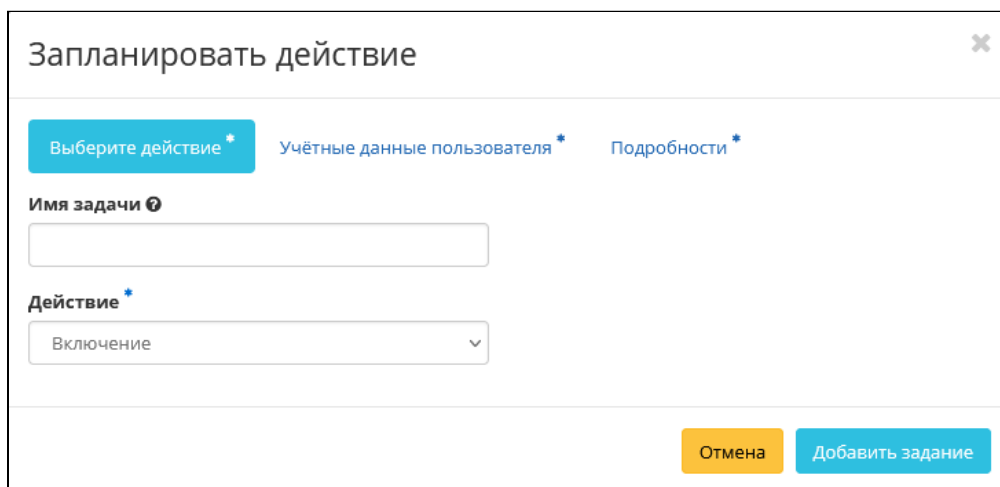 Запланировать действие
Выберите действие * Учётные данные пользователя * Подробности *
Имя задачи
Действие *
Включение
Отмена Добавить задание